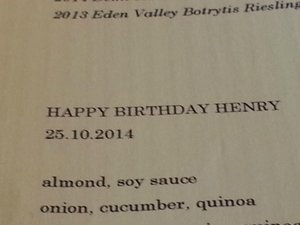 2013 Eden Valley Botrytis Riesling
HAPPY BIRTHDAY HENRY
25.10.2014
almond, soy sauce
onion, cucumber, quinoa